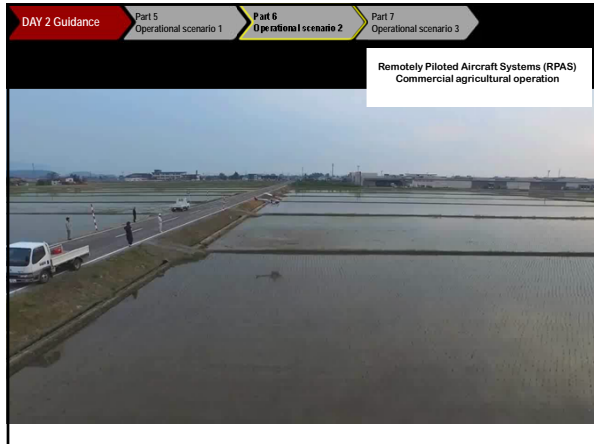 DAY 2 Guidance
Part 5
Operational scenario 1
Part 6
Operational scenario 2
Part 7
Operational scenario 3
Remotely Piloted Aircraft Systems (RPAS)
Commercial agricultural operation